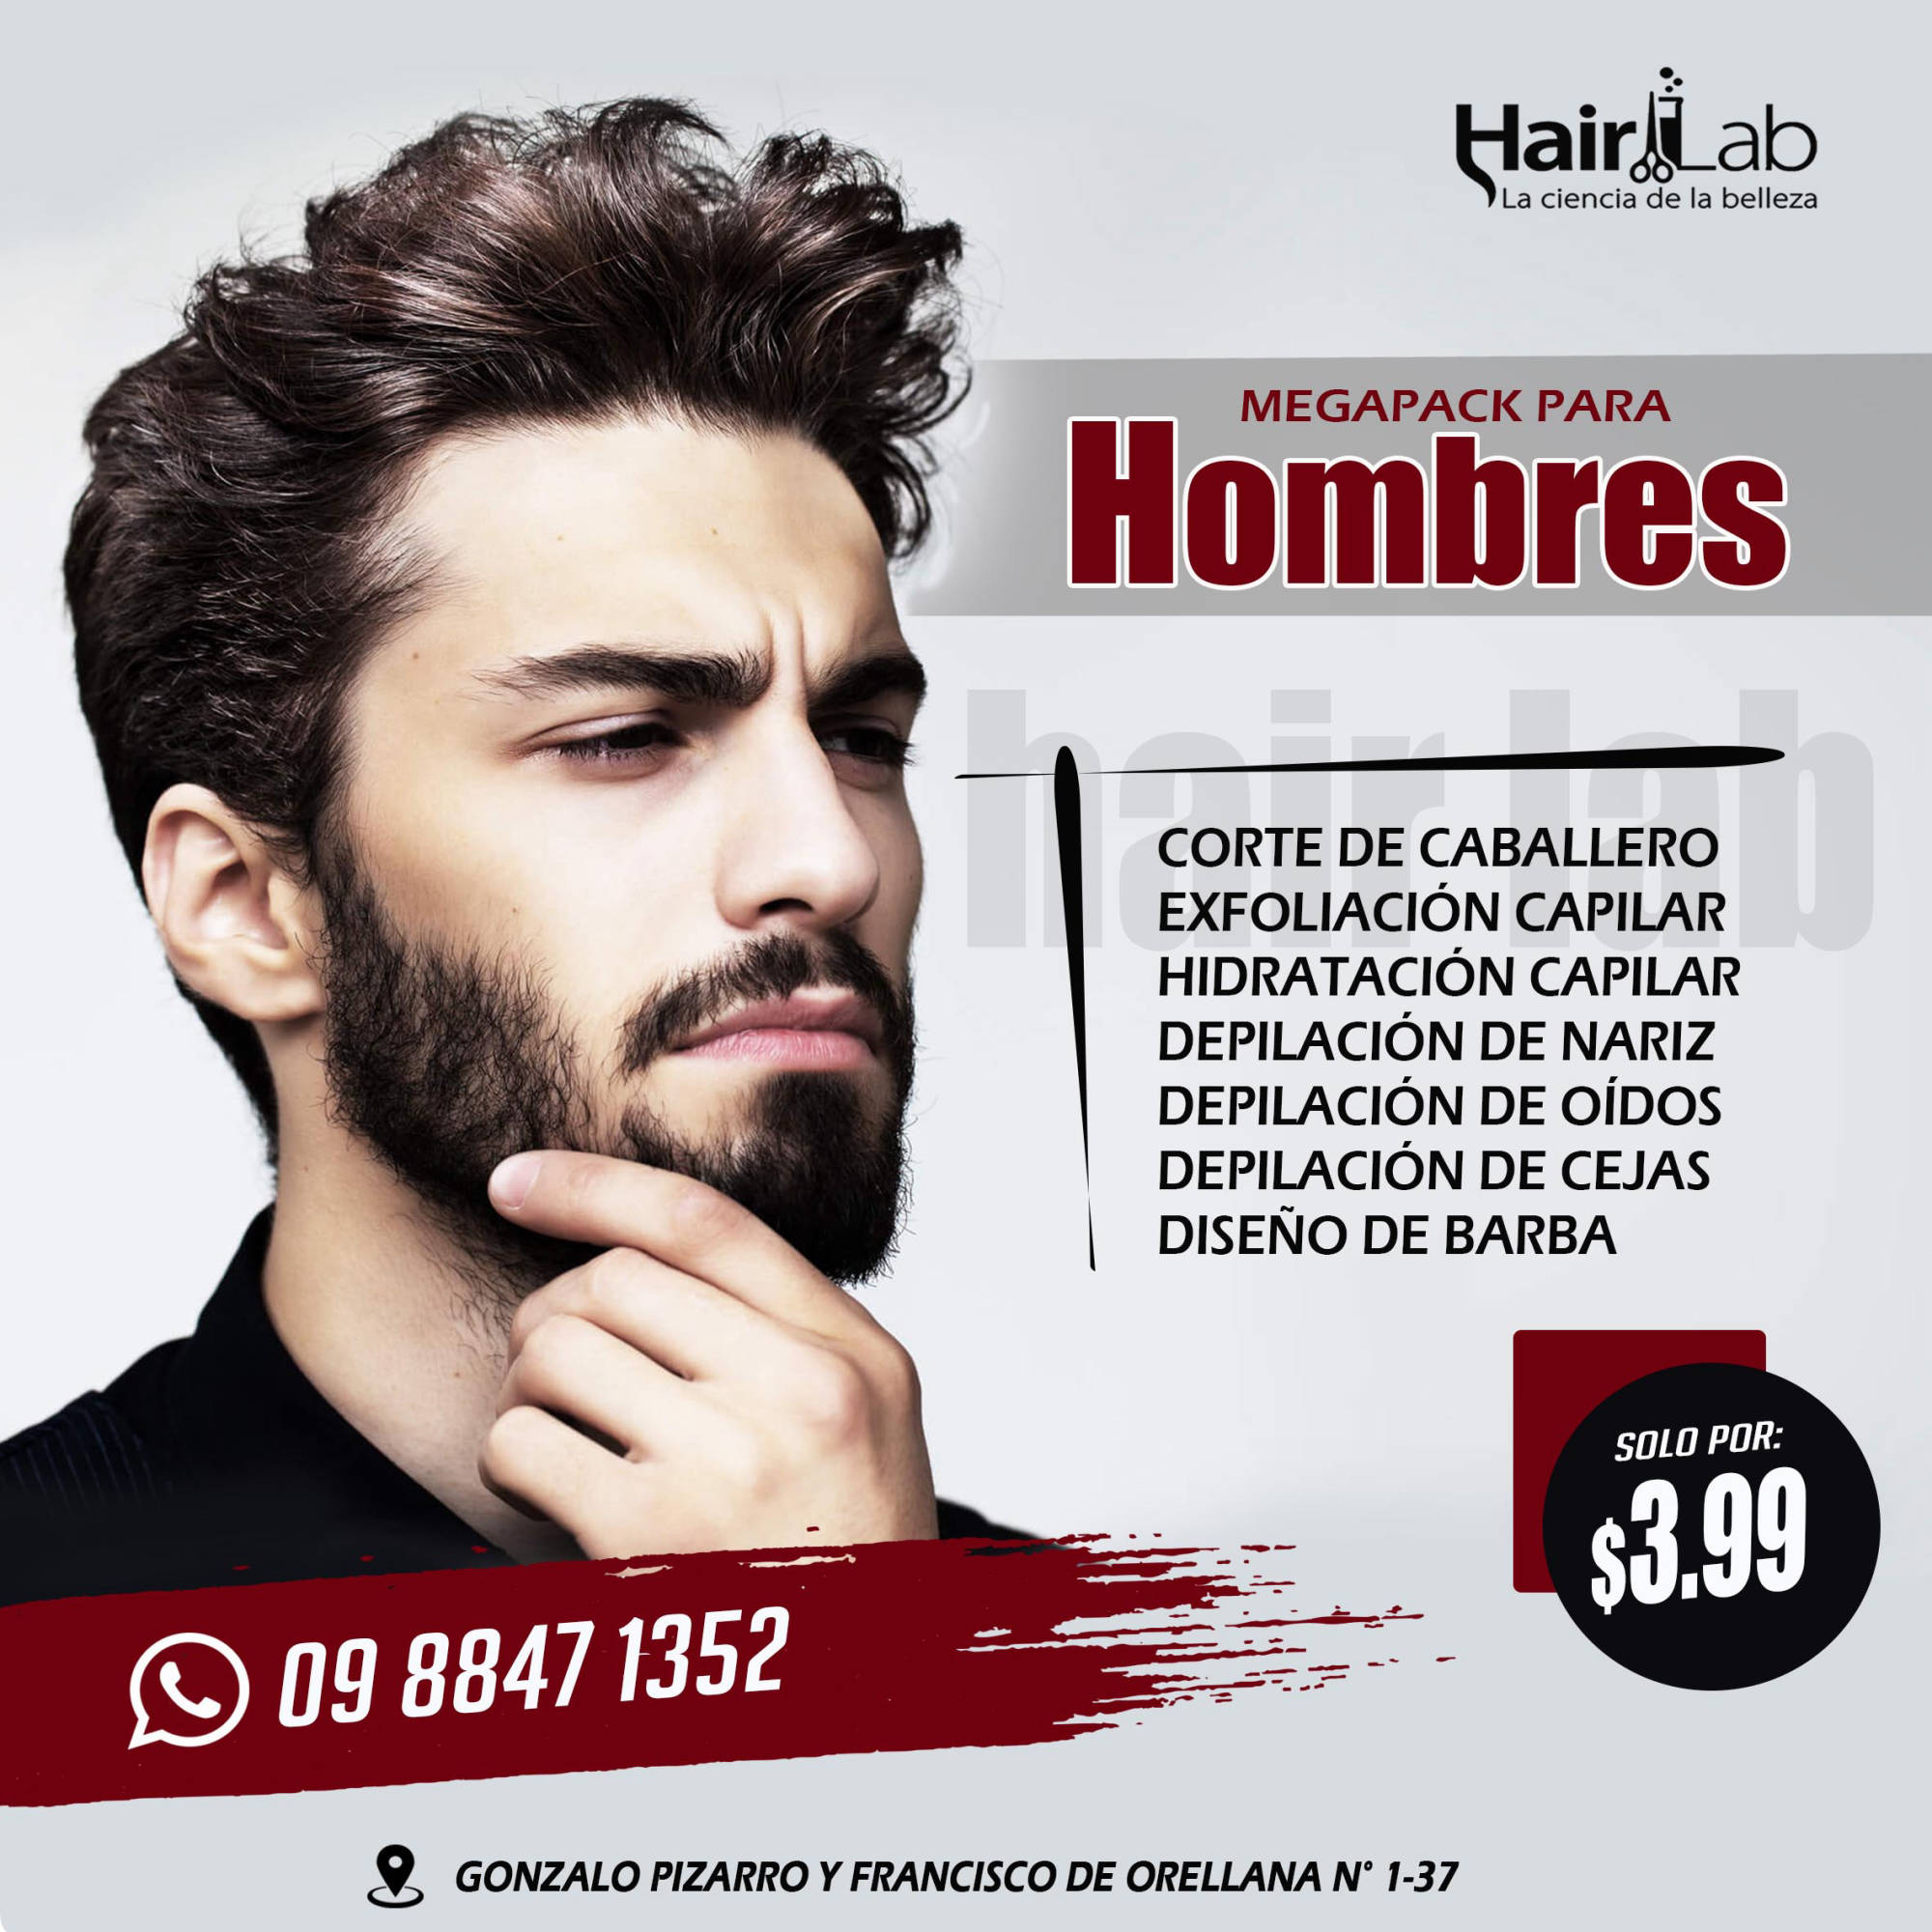 HairLab
La ciencia de la belleza
MEGAPACK PARA
Hombres
hair lab
CORTE DE CABALLERO
EXFOLIACIÓN CAPILAR
HIDRATACIÓN CAPILAR
DEPILACIÓN DE NARIZ
DEPILACIÓN DE OÍDOS
DEPILACIÓN DE CEJAS
DISEÑO DE BARBA
SOLO POR:
$3.99
09 8847 1352
GONZALO PIZARRO Y FRANCISCO DE ORELLANA N° 1-37